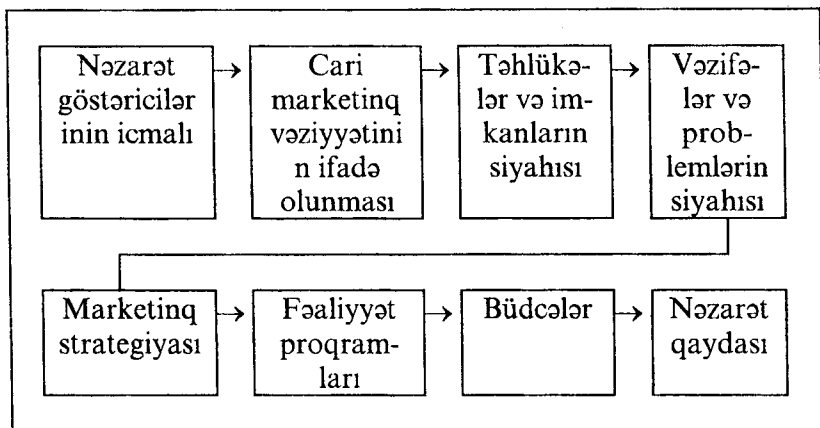 Nəzarət
göstəricilər
inin icmalı
Cari
marketinq
vəziyyətini
n ifadə
olunması
Təhlükə-
lər və im-
kanların
siyahısı
Vəzifə-
lər və
prob-
lemlərin
siyahısı
Marketinq
strategiyası
Fəaliyyət
proqram-
ları
Büdcələr
Nəzarət
qaydası